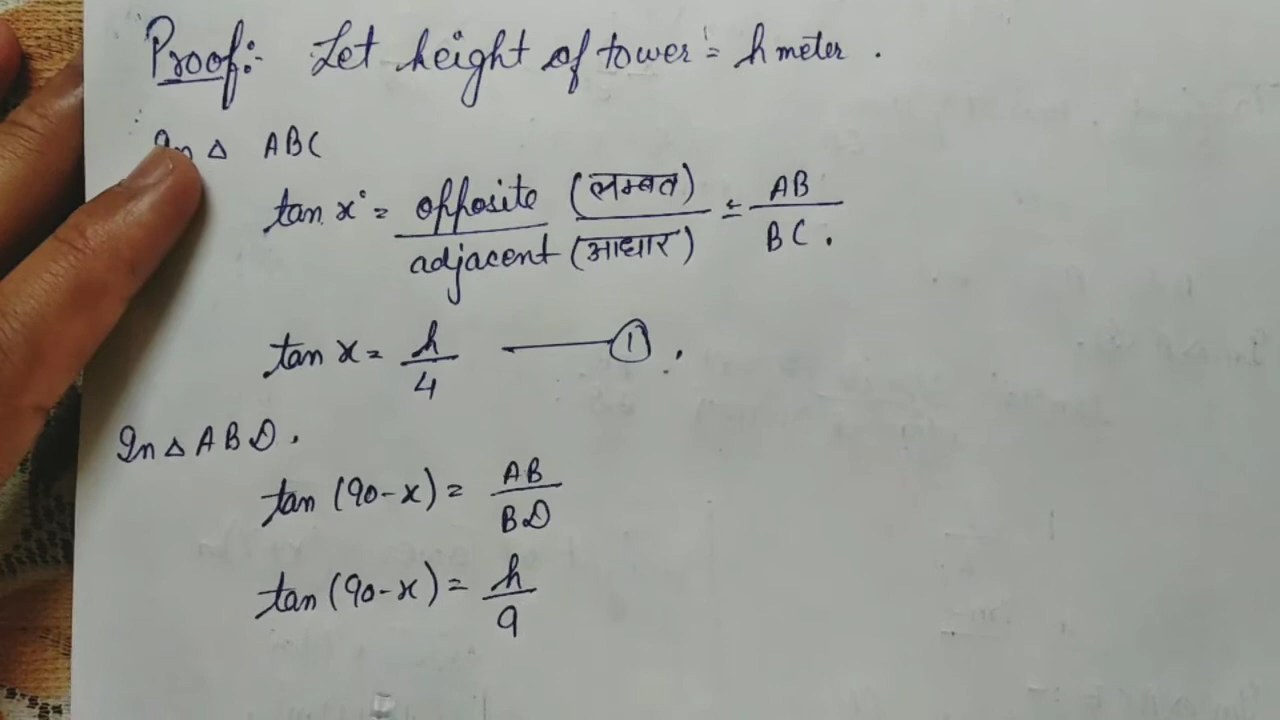 Proof:- Let height of tower = h meter.
In △ ABC
tan x° = opposite (लम्बत) / adjacent (आधार) = AB / BC.
tan x = h / 4 —— ①.
In △ ABD.
tan (90-x) = AB / BD
tan (90-x) = h / 9